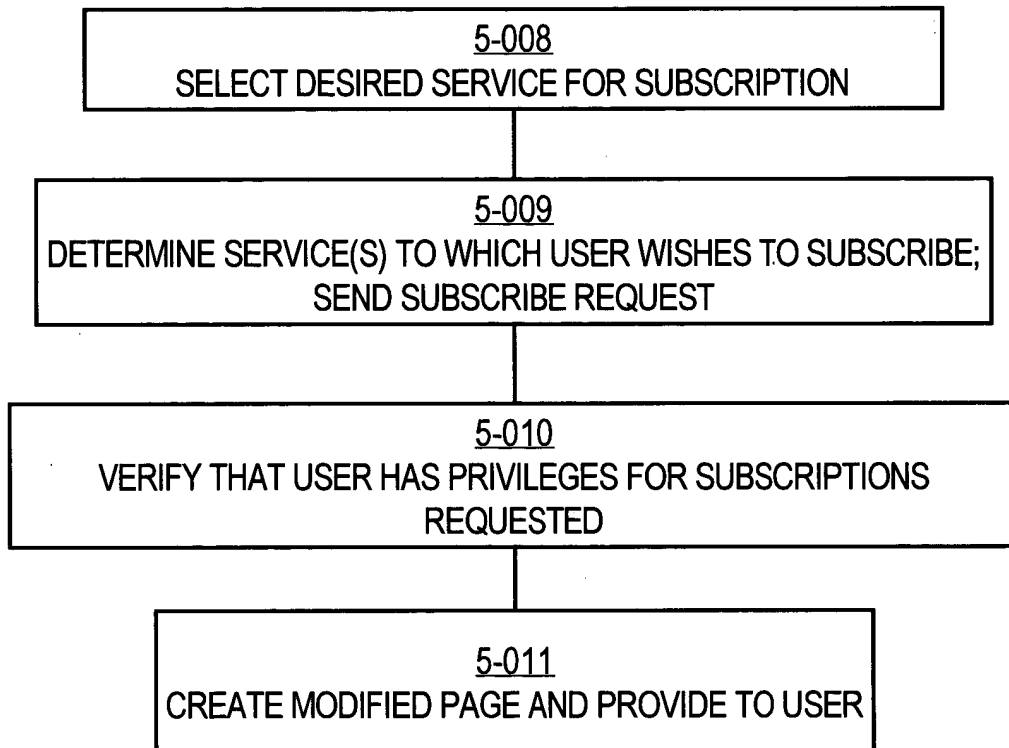 5-008
SELECT DESIRED SERVICE FOR SUBSCRIPTION
5-009
DETERMINE SERVICE(S) TO WHICH USER WISHES TO SUBSCRIBE;
SEND SUBSCRIBE REQUEST
5-010
VERIFY THAT USER HAS PRIVILEGES FOR SUBSCRIPTIONS
REQUESTED
5-011
CREATE MODIFIED PAGE AND PROVIDE TO USER